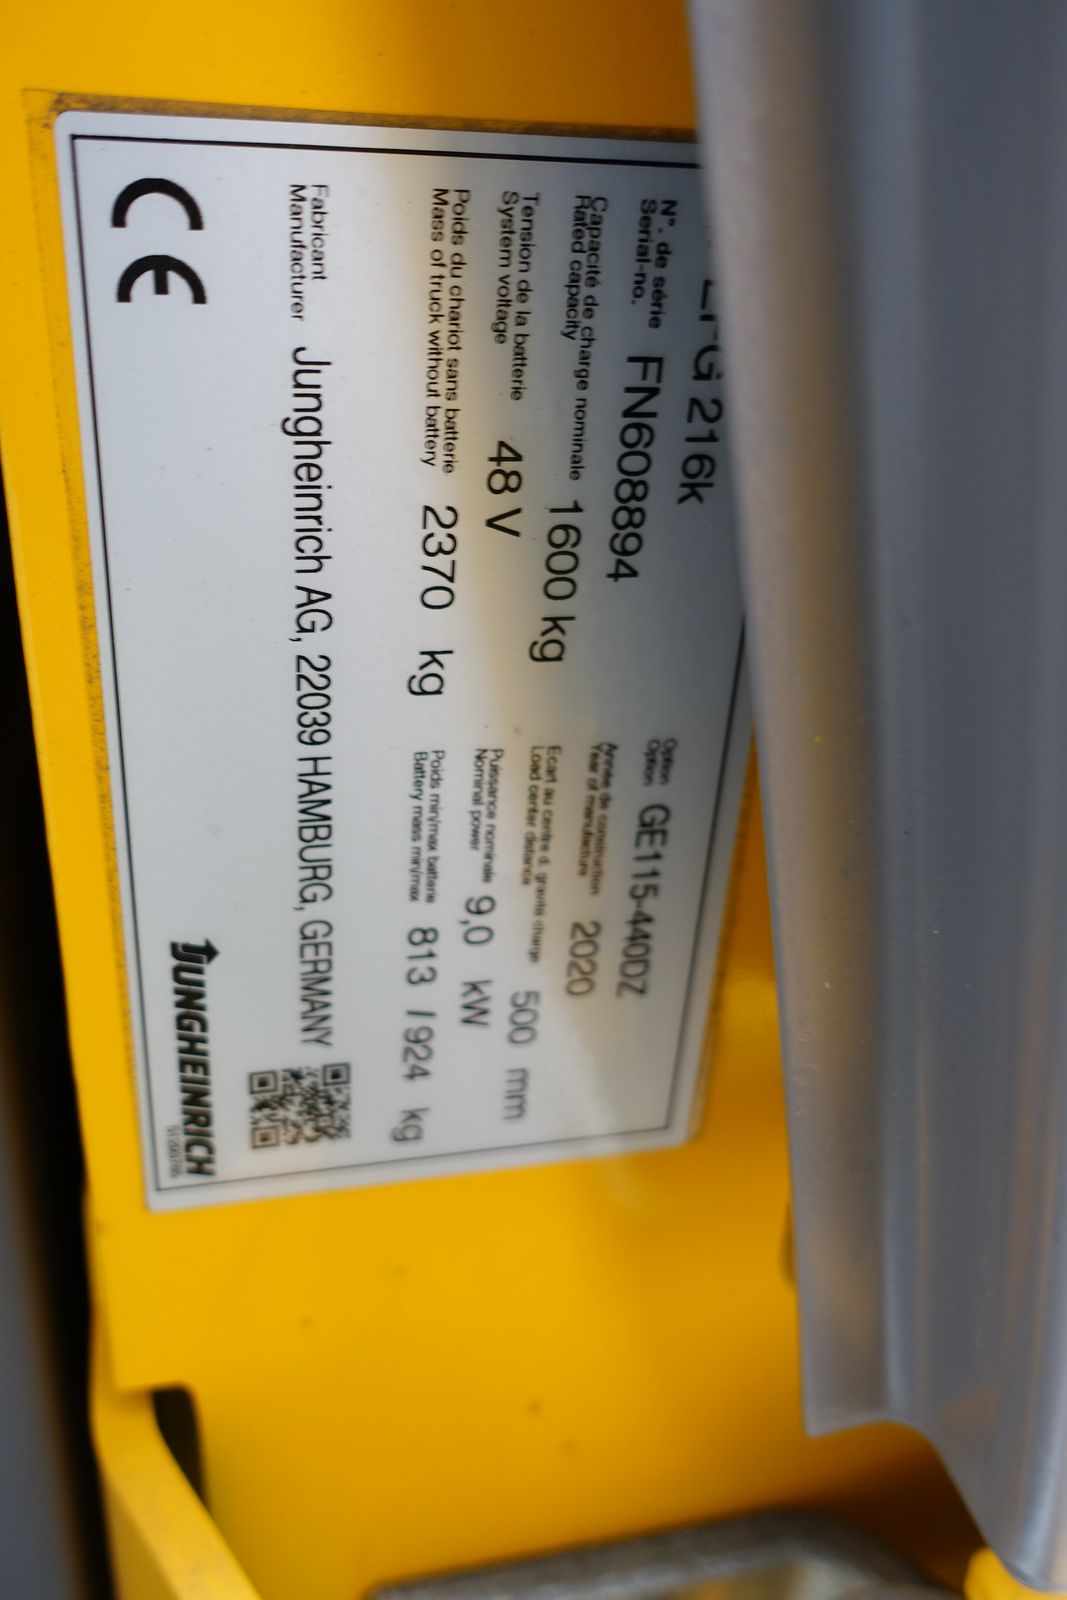 G 216k
N°. de série
Serial-no. FN608894
Option
Option GE115-440DZ
Capacité de charge nominale
Rated capacity 1600 kg
Année de construction
Year of manufacture 2020
Tension de la batterie
System voltage 48 V
Ecart au centre d. gravité charge
Load center distance 500 mm
Puissance nominale
Nominal power 9,0 kW
Poids du chariot sans batterie
Mass of truck without battery 2370 kg
Poids min/max batterie
Battery mass min/max 813 / 924 kg
Fabricant
Manufacturer Jungheinrich AG, 22039 HAMBURG, GERMANY
CE
JUNGHEINRICH